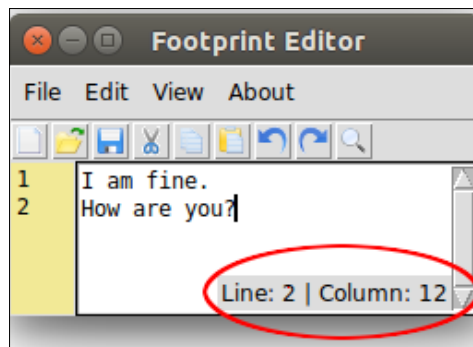 Footprint Editor
File Edit View About
1 I am fine.
2 How are you?
Line: 2 | Column: 12